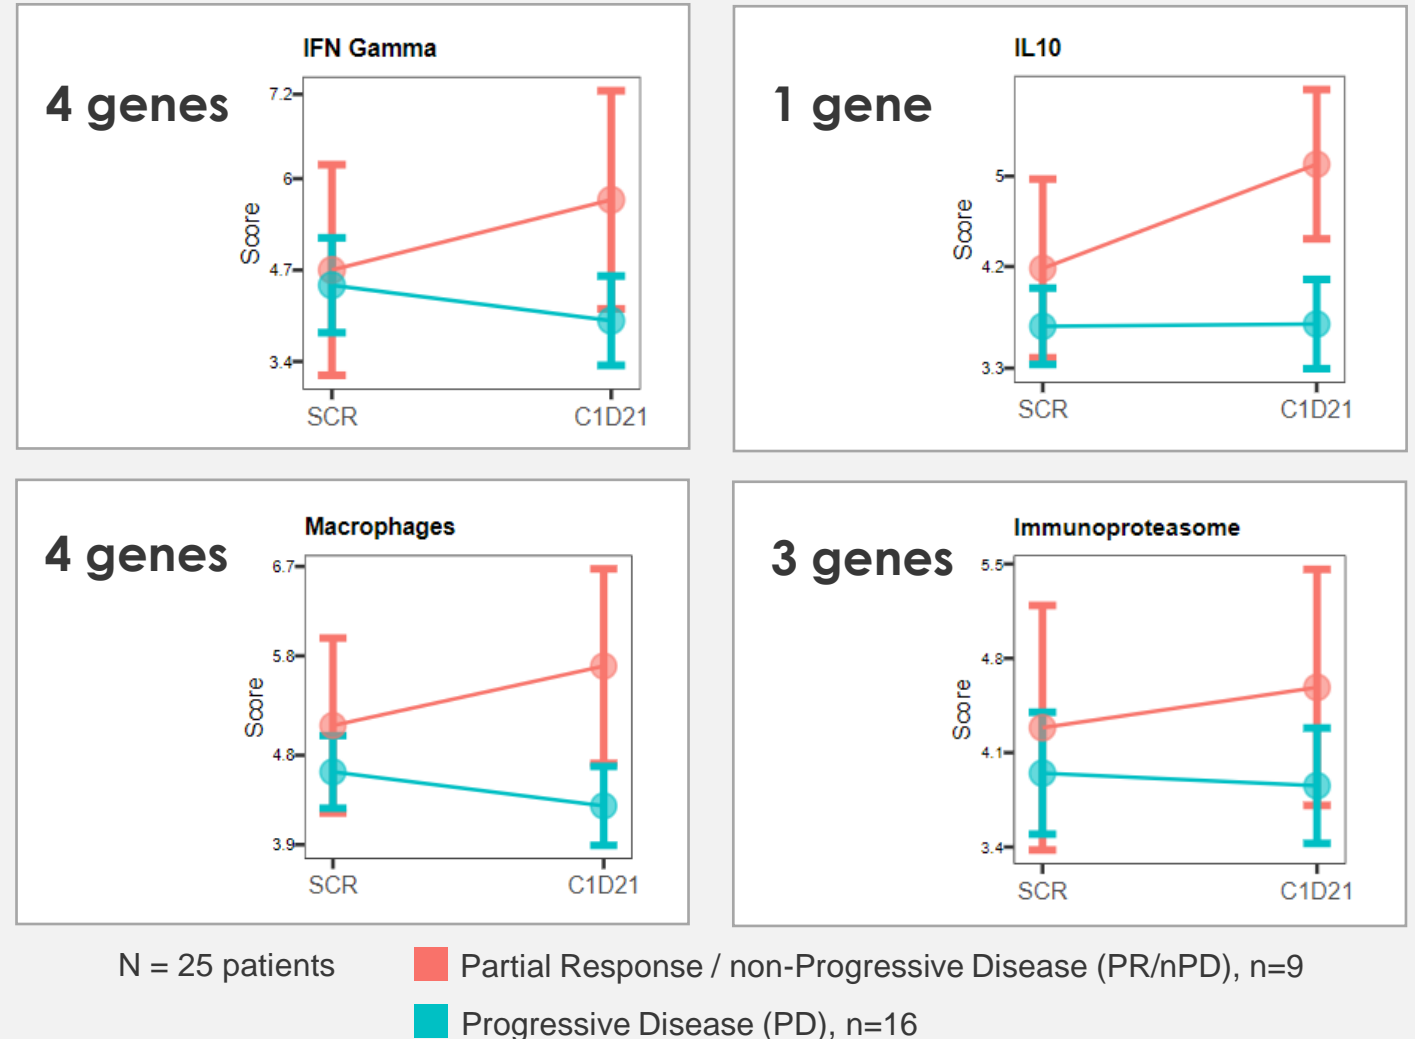 IFN Gamma
4 genes
7.2
6
4.7
3.4
Score
SCR
C1D21
IL10
1 gene
5
4.2
3.3
Score
SCR
C1D21
Macrophages
4 genes
6.7
5.8
4.8
3.9
Score
SCR
C1D21
Immunoproteasome
3 genes
5.5
4.8
4.1
3.4
Score
SCR
C1D21
N = 25 patients
Partial Response / non-Progressive Disease (PR/nPD), n=9
Progressive Disease (PD), n=16